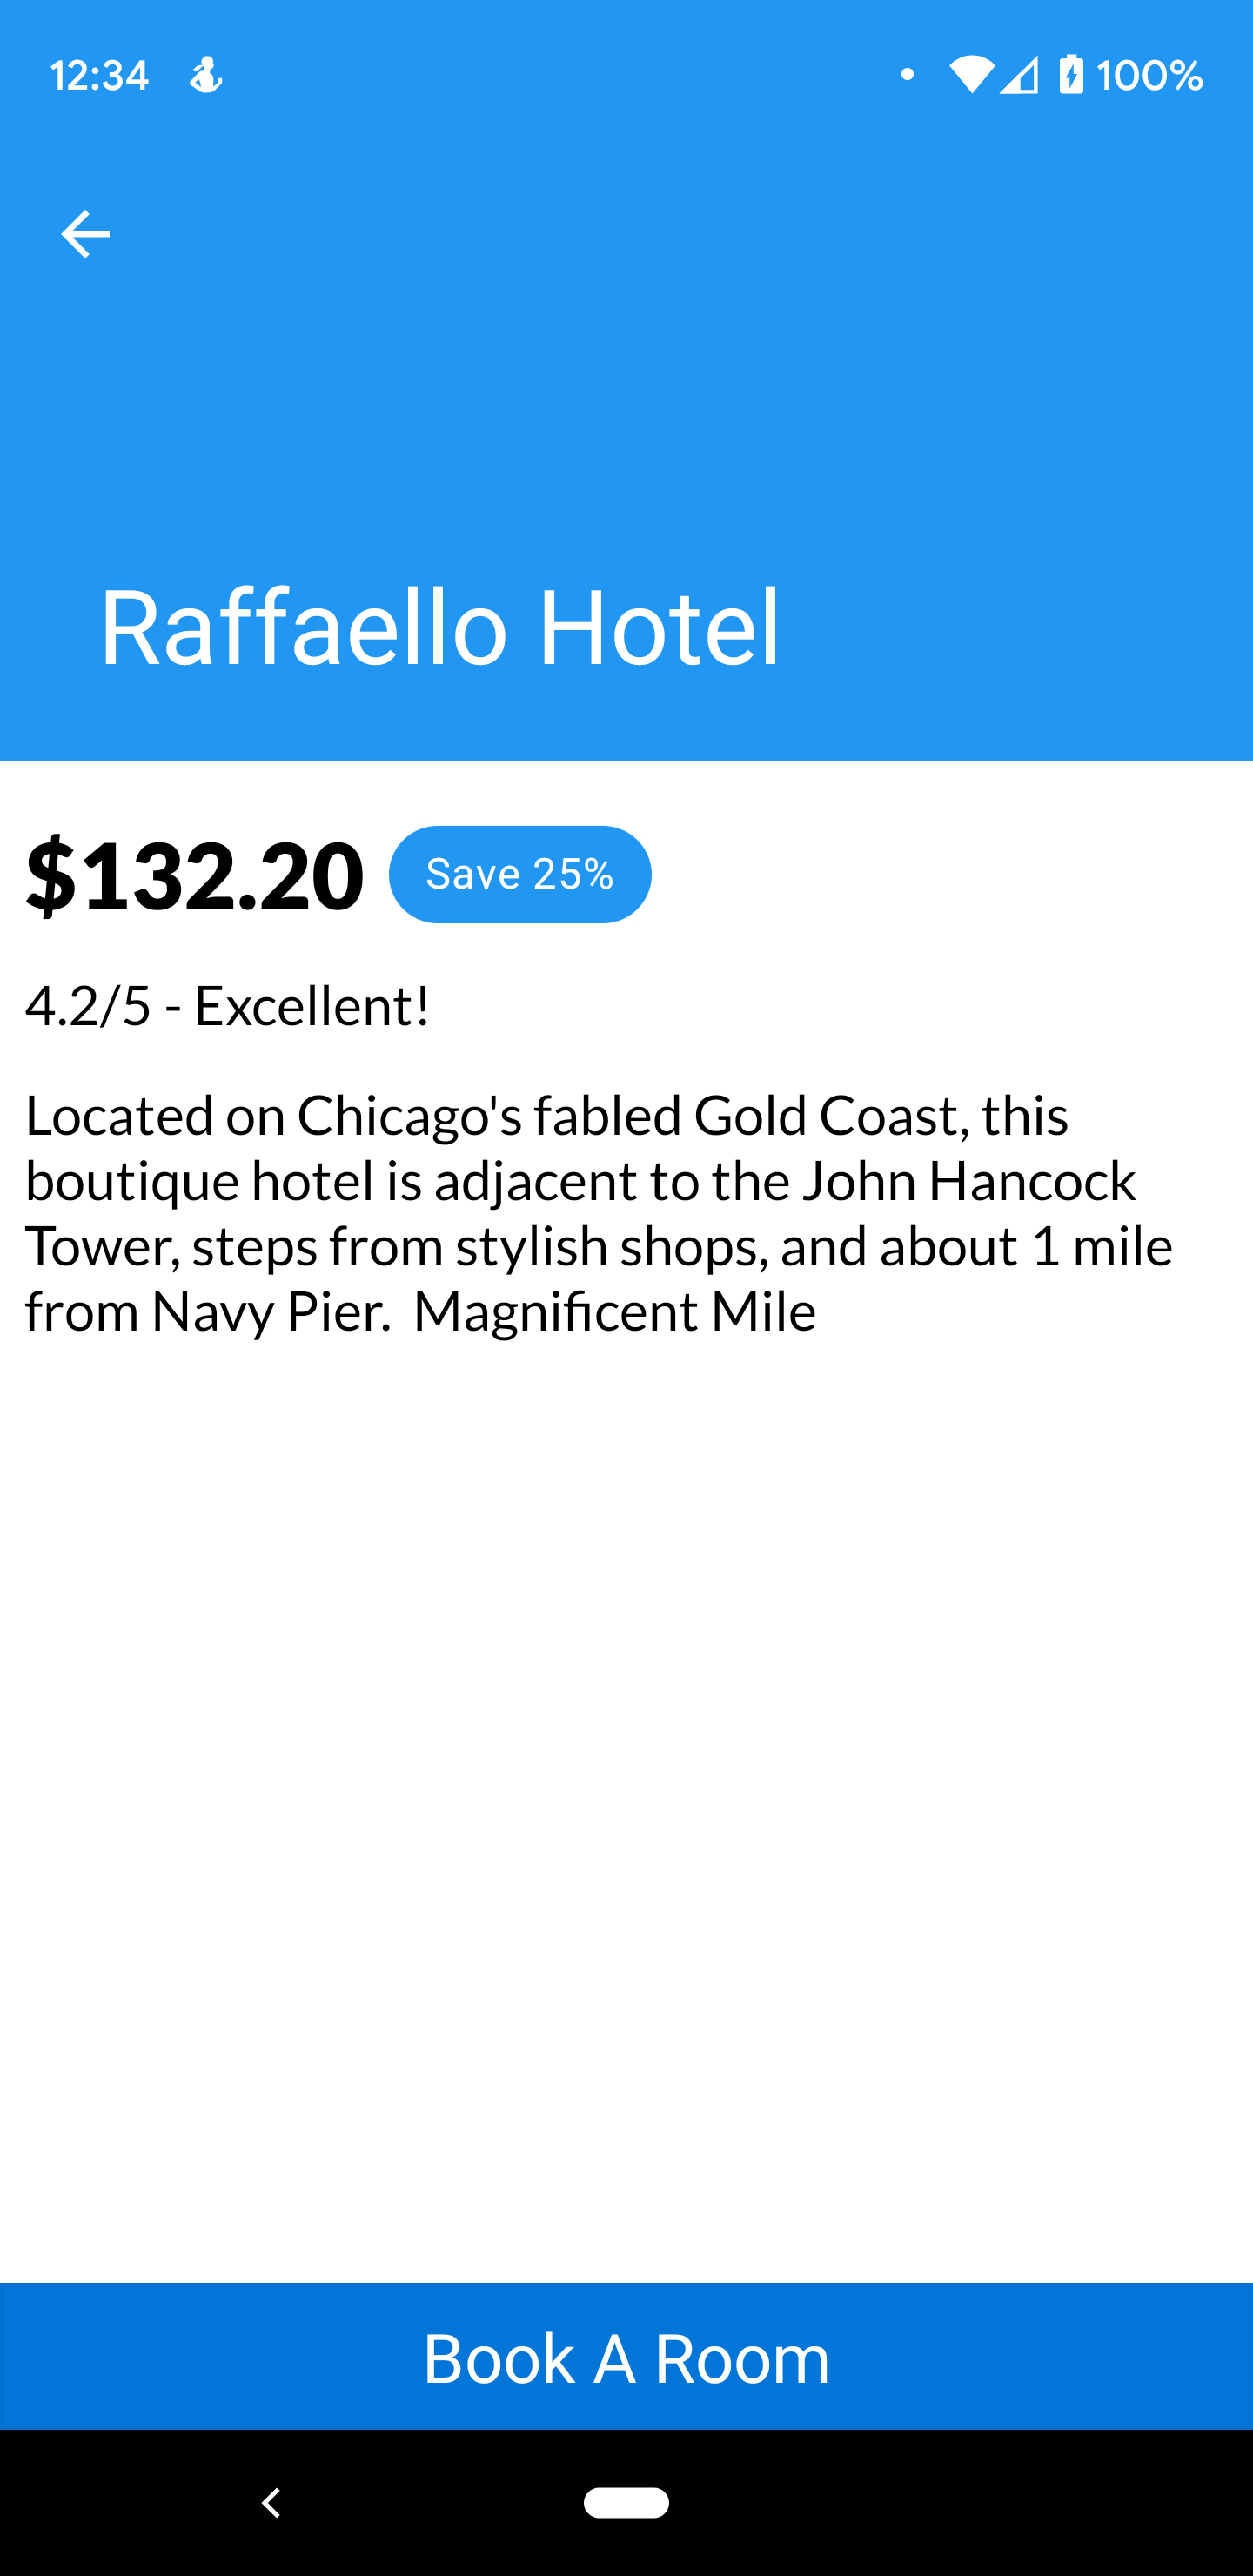 12:34
100%
Raffaello Hotel
$132.20
Save 25%
4.2/5 - Excellent!
Located on Chicago's fabled Gold Coast, this
boutique hotel is adjacent to the John Hancock
Tower, steps from stylish shops, and about 1 mile
from Navy Pier.  Magnificent Mile
Book A Room